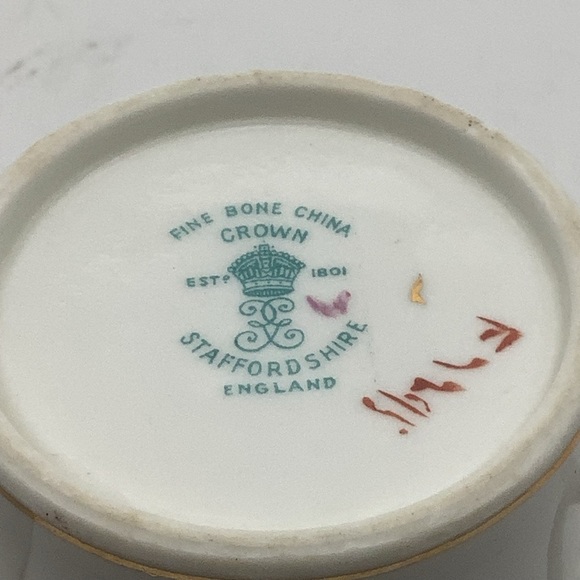 FINE BONE CHINA
CROWN
ESTD 1801
STAFFORDSHIRE
ENGLAND